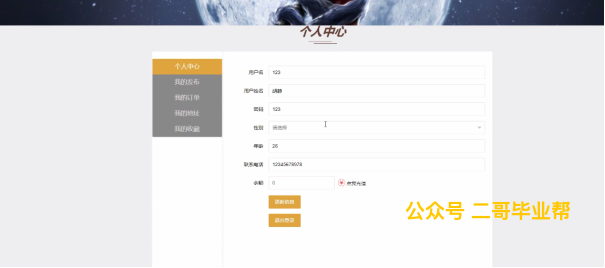 个人中心
个人中心
我的发布
我的订单
我的地址
我的收藏
用户名
123
用户姓名
胡静
密码
123
性别
请选择
年龄
26
联系电话
12345678978
余额
0
点我充值
更新信息
退出登录
公众号 二哥毕业帮